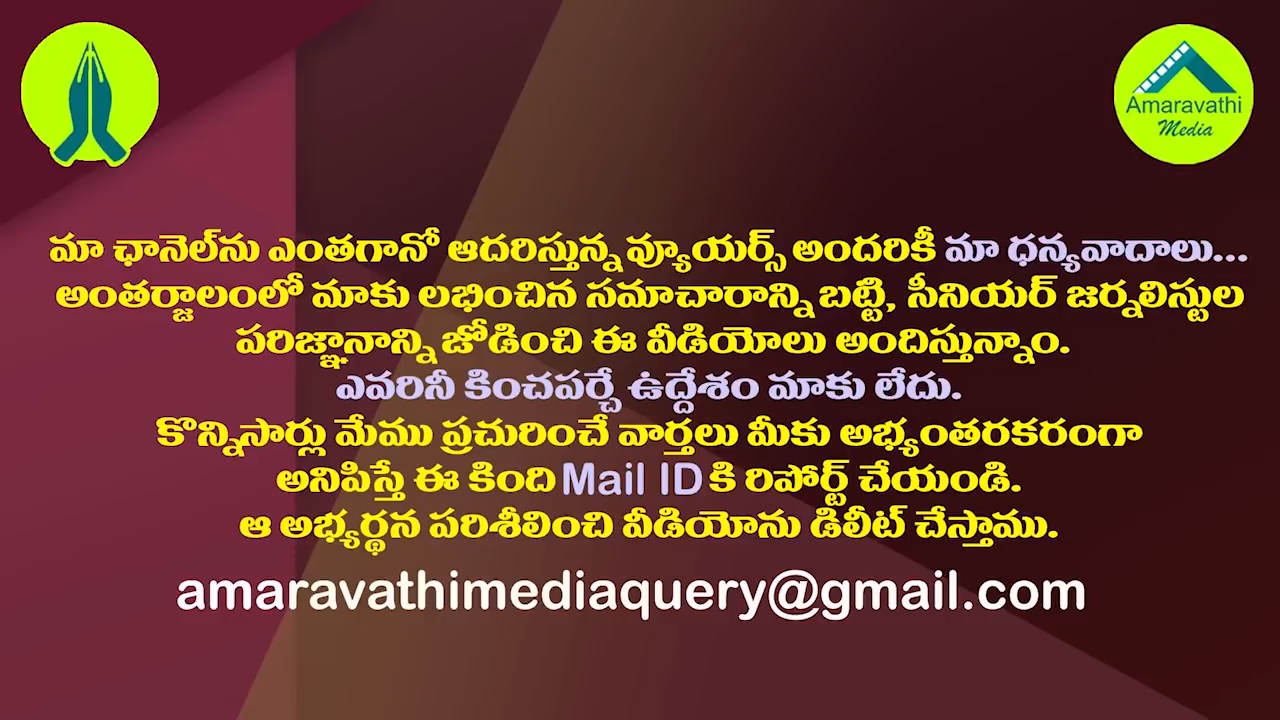 Amaravathi
Media
మా ఛానెల్‌ను ఎంతగానో ఆదరిస్తున్న వ్యూయర్స్ అందరికీ మా ధన్యవాదాలు...
అంతర్జాలంలో మాకు లభించిన సమాచారాన్ని బట్టి, సీనియర్ జర్నలిస్టుల
పరిజ్ఞానాన్ని జోడించి ఈ వీడియోలు అందిస్తున్నాం.
ఎవరినీ కించపర్చే ఉద్దేశం మాకు లేదు.
కొన్నిసార్లు మేము ప్రచురించే వార్తలు మీకు అభ్యంతరకరంగా
అనిపిస్తే ఈ కింది Mail ID కి రిపోర్ట్ చేయండి.
ఆ అభ్యర్థన పరిశీలించి వీడియోను డిలీట్ చేస్తాము.
amaravathimediaquery@gmail.com